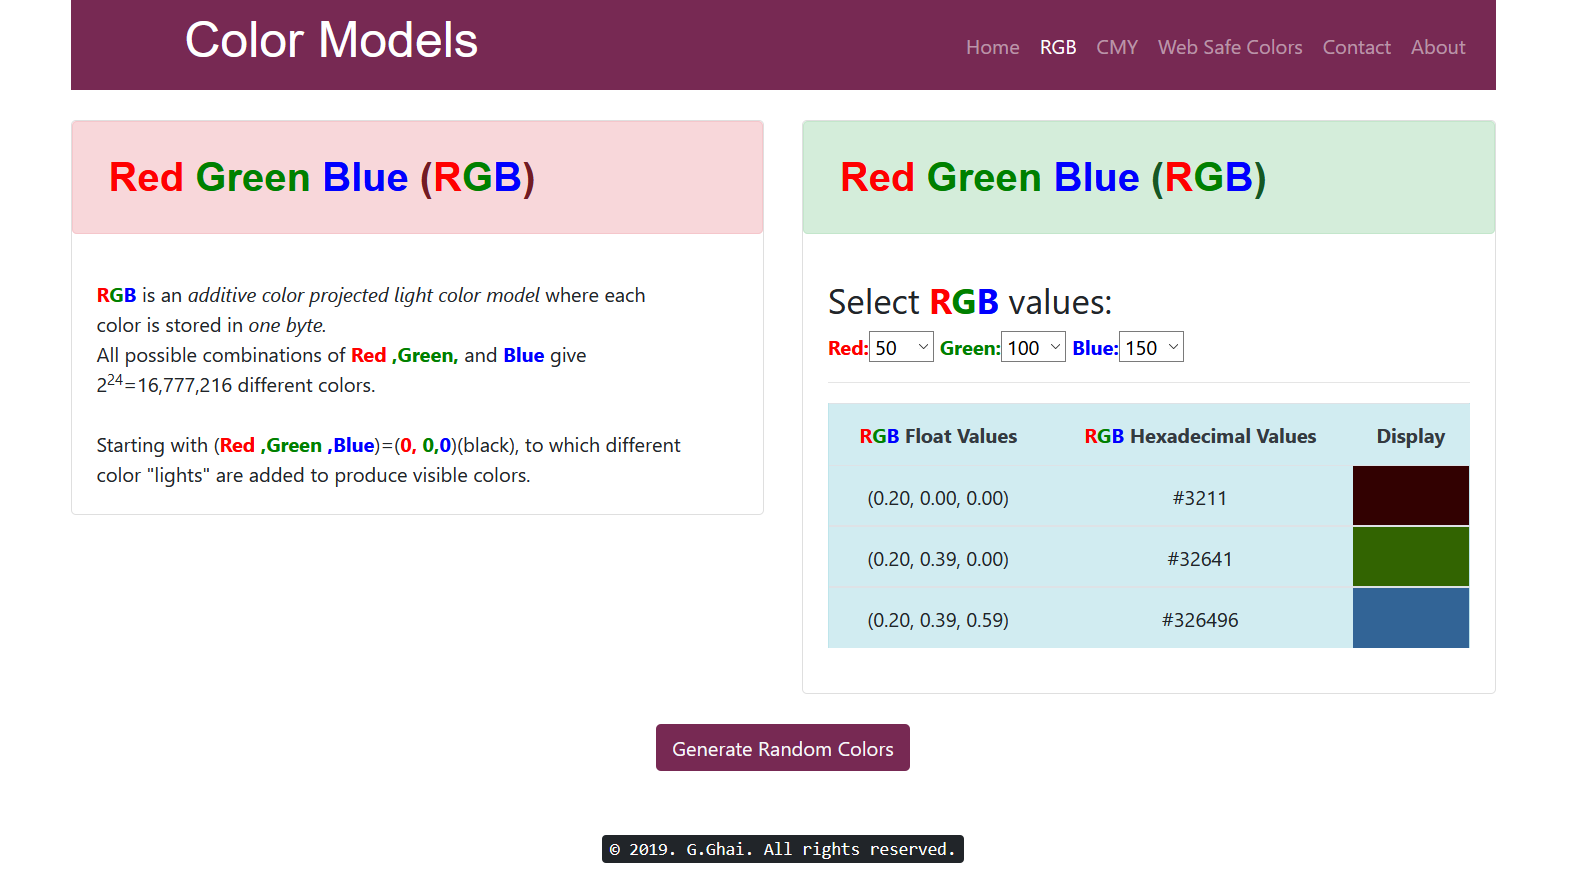 Color Models
Home RGB CMY Web Safe Colors Contact About
Red Green Blue (RGB)
RGB is an additive color projected light color model where each
color is stored in one byte.
All possible combinations of Red ,Green, and Blue give
2²⁴=16,777,216 different colors.
Starting with (Red ,Green ,Blue)=(0, 0,0)(black), to which different
color "lights" are added to produce visible colors.
Red Green Blue (RGB)
Select RGB values:
Red: 50 Green: 100 Blue: 150
RGB Float Values RGB Hexadecimal Values Display
(0.20, 0.00, 0.00) #3211
(0.20, 0.39, 0.00) #32641
(0.20, 0.39, 0.59) #326496
Generate Random Colors
© 2019. G.Ghai. All rights reserved.